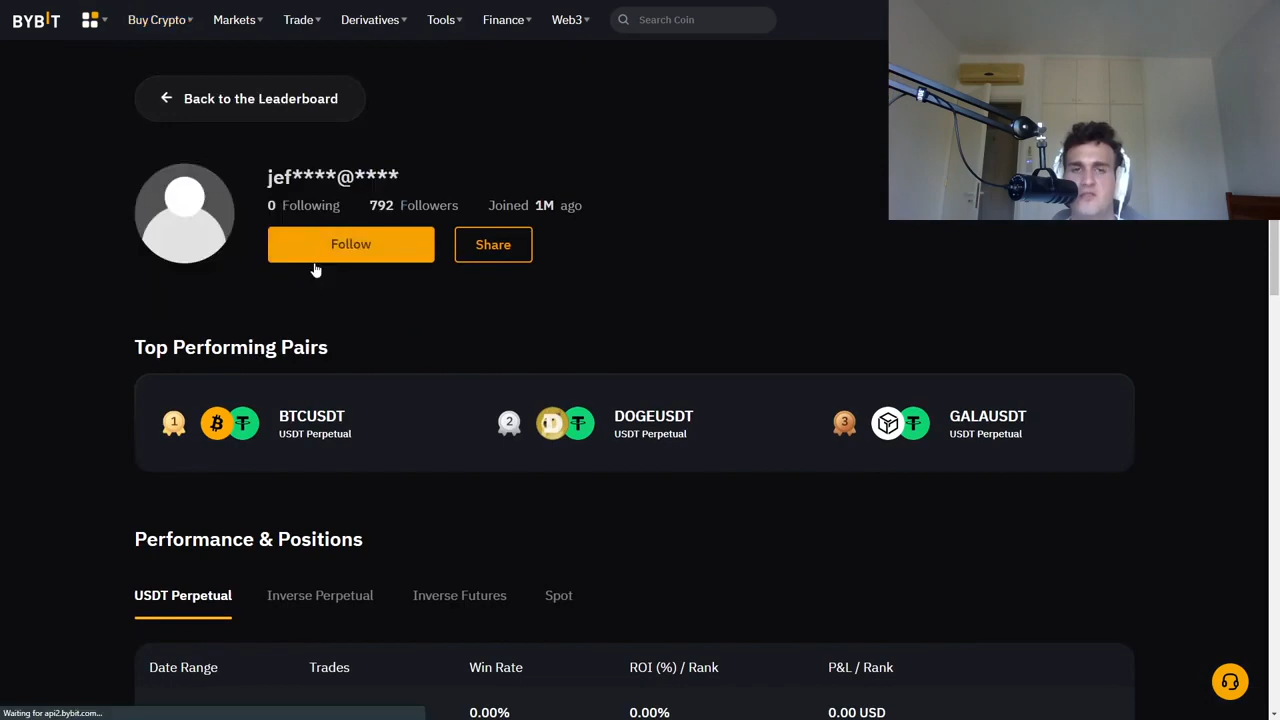 BYBIT
Buy Crypto
Markets
Trade
Derivatives
Tools
Finance
Web3
Search Coin
Back to the Leaderboard
jef****@****
0 Following 792 Followers Joined 1M ago
Follow
Share
Top Performing Pairs
1
BTCUSDT
USDT Perpetual
2
DOGEUSDT
USDT Perpetual
3
GALAUSDT
USDT Perpetual
Performance & Positions
USDT Perpetual
Inverse Perpetual
Inverse Futures
Spot
Date Range Trades Win Rate ROI (%) / Rank P&L / Rank
0.00% 0.00% 0.00 USD
Waiting for api2.bybit.com...